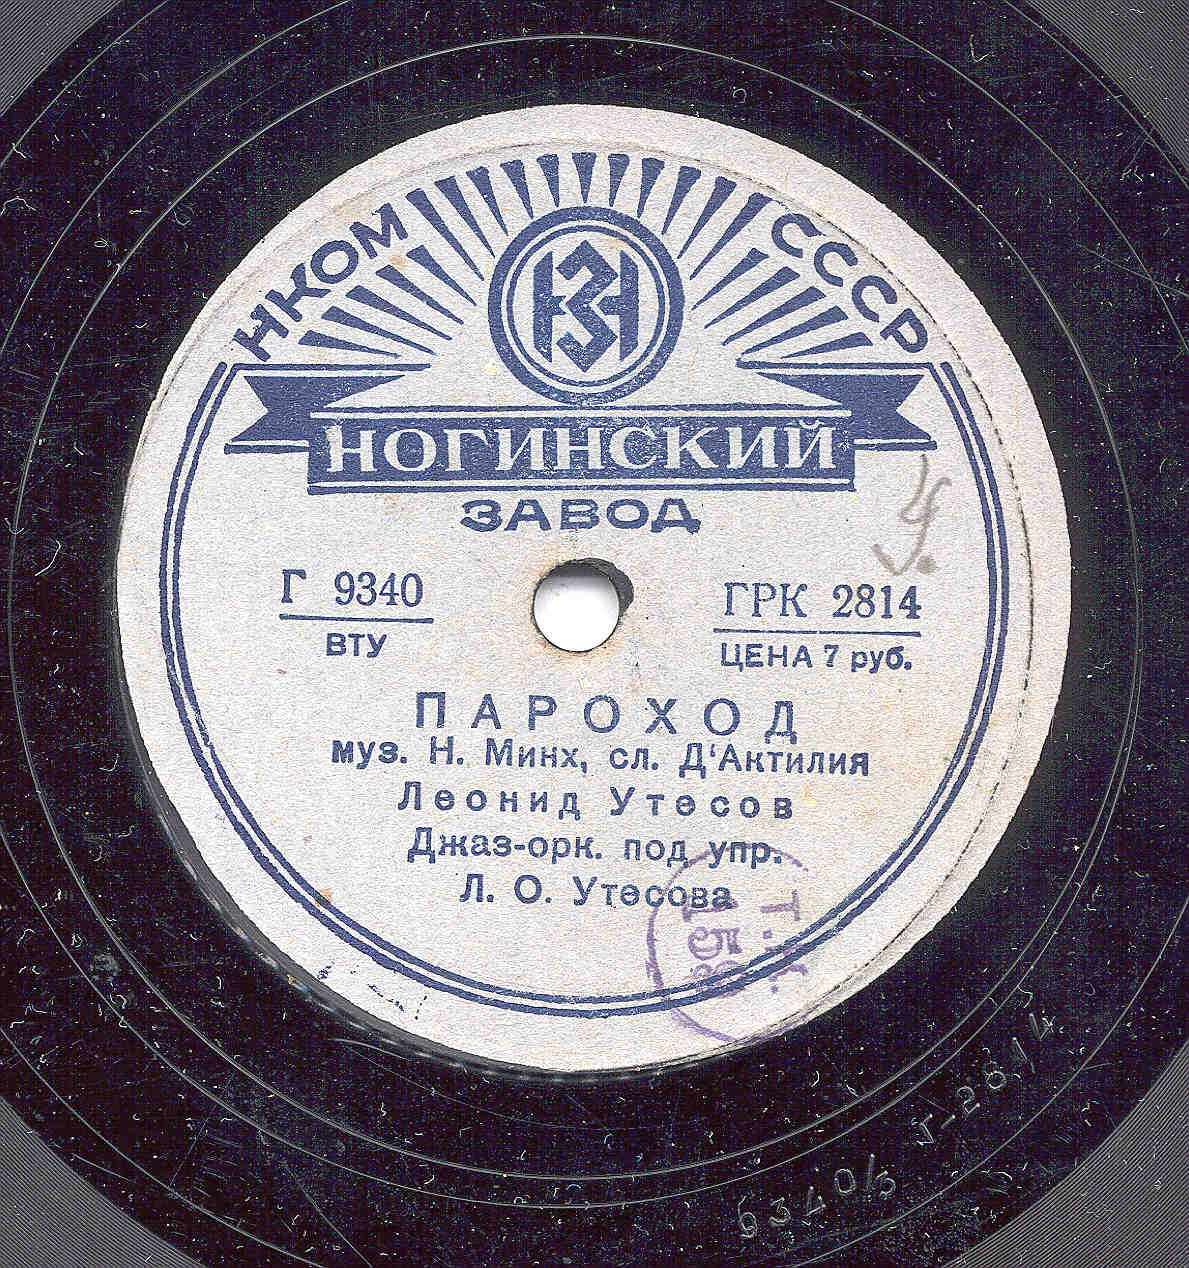 НКОМ СССР
НЗ
НОГИНСКИЙ
ЗАВОД
Г 9340
ВТУ
ГРК 2814
ЦЕНА 7 руб.
ПАРОХОД
муз. Н. Минх, сл. Д‘Актилия
Леонид Утесов
Джаз-орк. под упр.
Л. О. Утесова